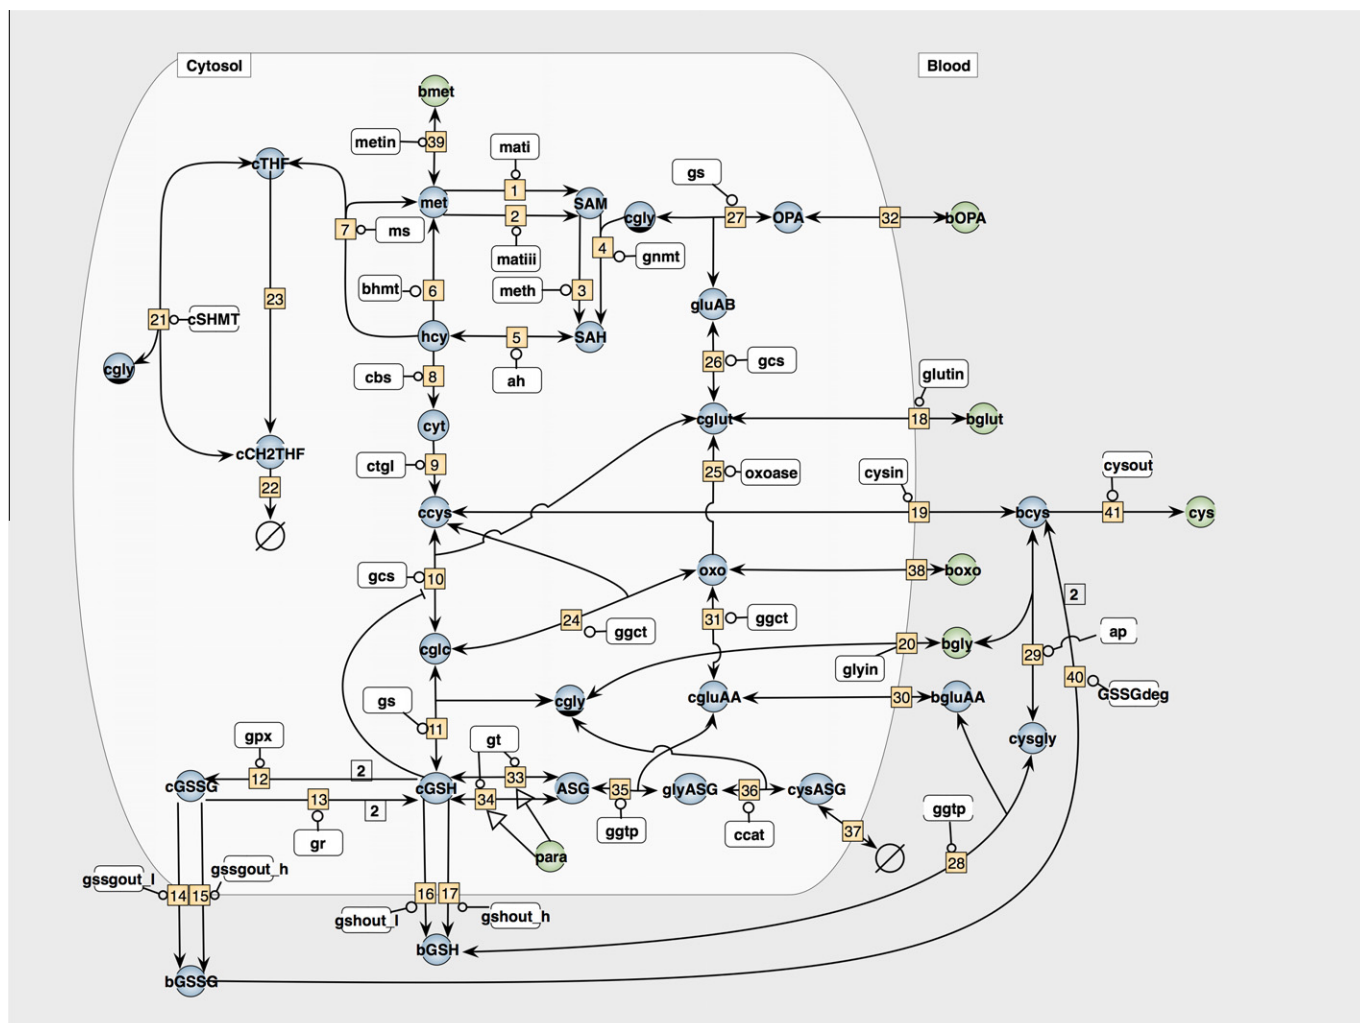 Cytosol
Blood
bmet
metin
39
mati
cTHF
met
1
SAM
gs
cgly
27
OPA
32
bOPA
7
ms
2
matiii
4
gnmt
bhmt
6
meth
3
23
gluAB
21
cSHMT
hcy
5
SAH
cgly
cbs
8
ah
26
gcs
glutin
cyt
cglut
18
bglut
cCH2THF
ctgl
9
25
oxoase
cysin
cysout
22
ccys
19
bcys
41
cys
gcs
10
oxo
38
boxo
2
24
ggct
31
ggct
ap
cglc
glyin
20
bgly
29
40
GSSGdeg
gs
11
cgly
cgluAA
30
bgluAA
gpx
gt
cysgly
cGSSG
12
2
cGSH
33
ASG
35
glyASG
36
cysASG
13
2
34
gr
ggtp
ccat
37
ggtp
para
28
gssgout_l
14
15
gssgout_h
16
17
gshout_l
gshout_h
bGSH
bGSSG